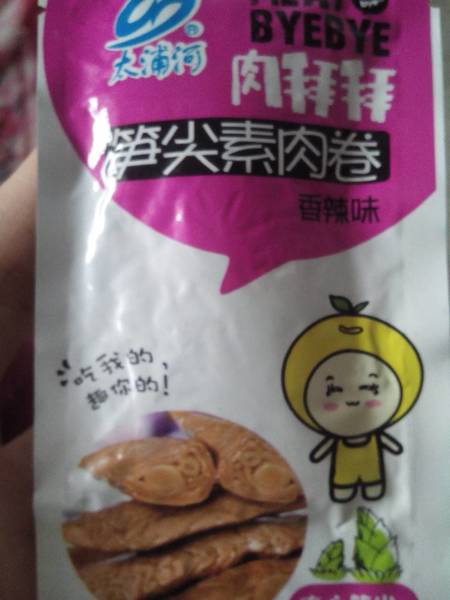 BYEBYE
太浦河
肉拜拜
笋尖素肉卷
香辣味
吃我的,
趣你的!